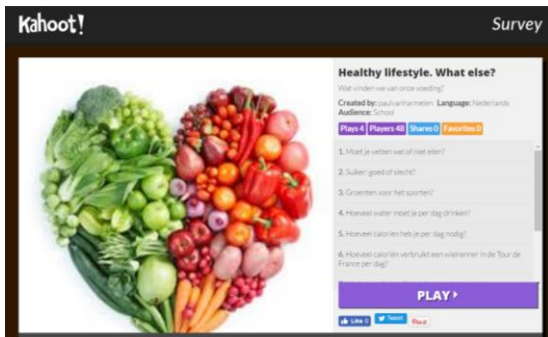 Kahoot!
Survey
Healthy lifestyle. What else?
Wat vinden we van onze voeding?
Created by: paulvanharmelen Language: Nederlands
Audience: School
Plays 4 Players 48 Shares 0 Favorites 0
1. Moet je vetten wel of niet eten?
2. Suiker: goed of slecht?
3. Groenten voor het sporten?
4. Hoeveel water moet je per dag drinken?
5. Hoeveel calorieën heb je per dag nodig?
6. Hoeveel calorieën verbruikt een wielrenner in de Tour de
France per dag?
PLAY
Like 0 Tweet Pin it